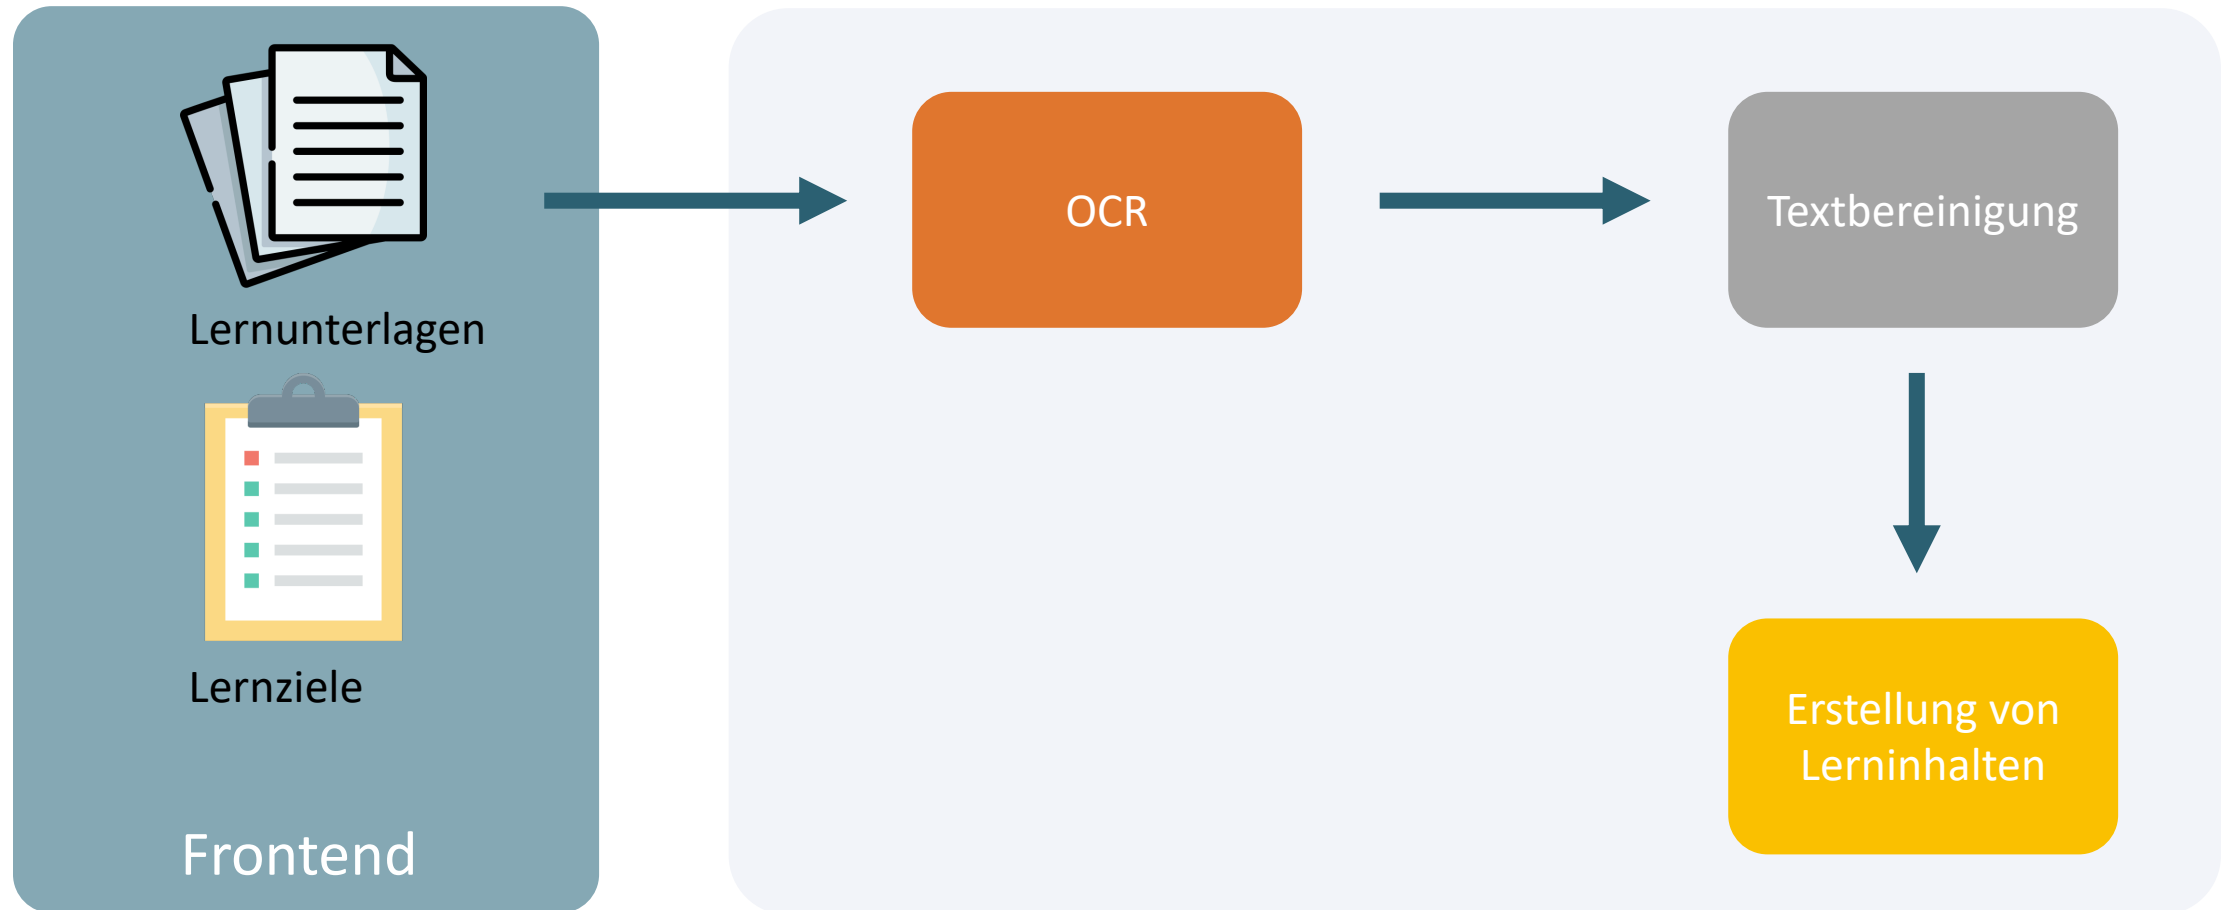 Lernunterlagen
Lernziele
Frontend
OCR
Textbereinigung
Erstellung von
Lerninhalten